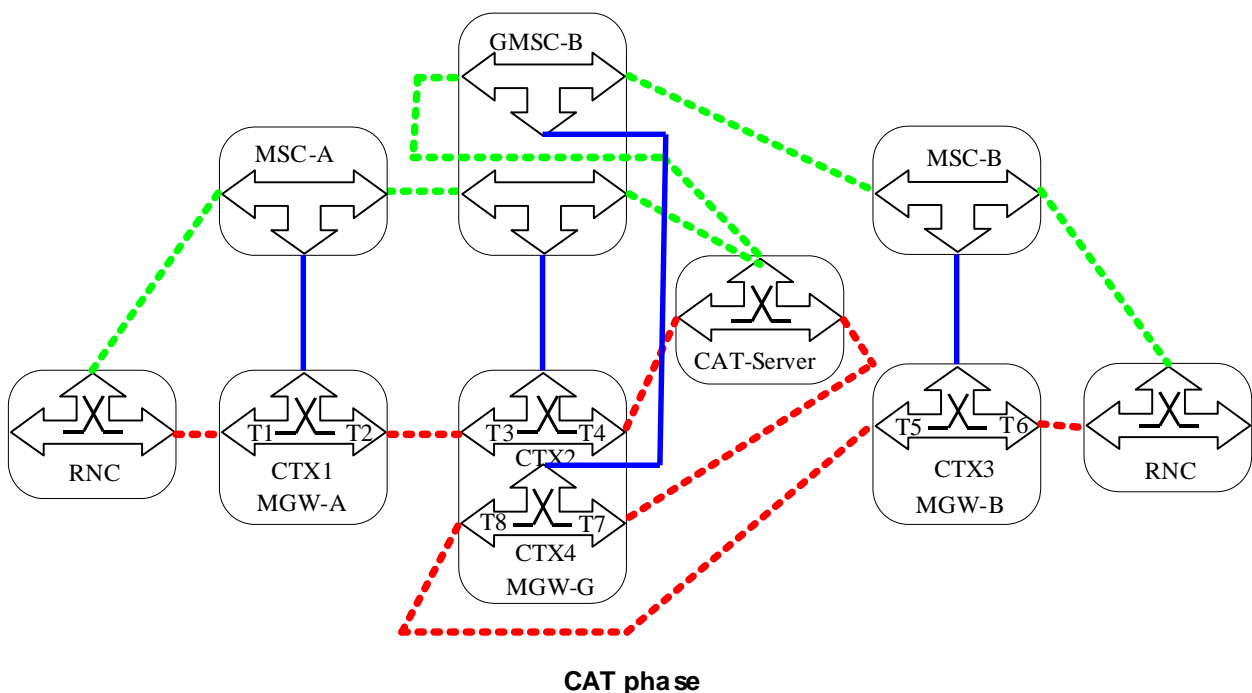 GMSC-B
MSC-A
MSC-B
CAT-Server
T1
T2
T3
T4
T5
T6
RNC
CTX1
CTX2
CTX3
RNC
MGW-A
MGW-B
T8
T7
CTX4
MGW-G
CAT phase